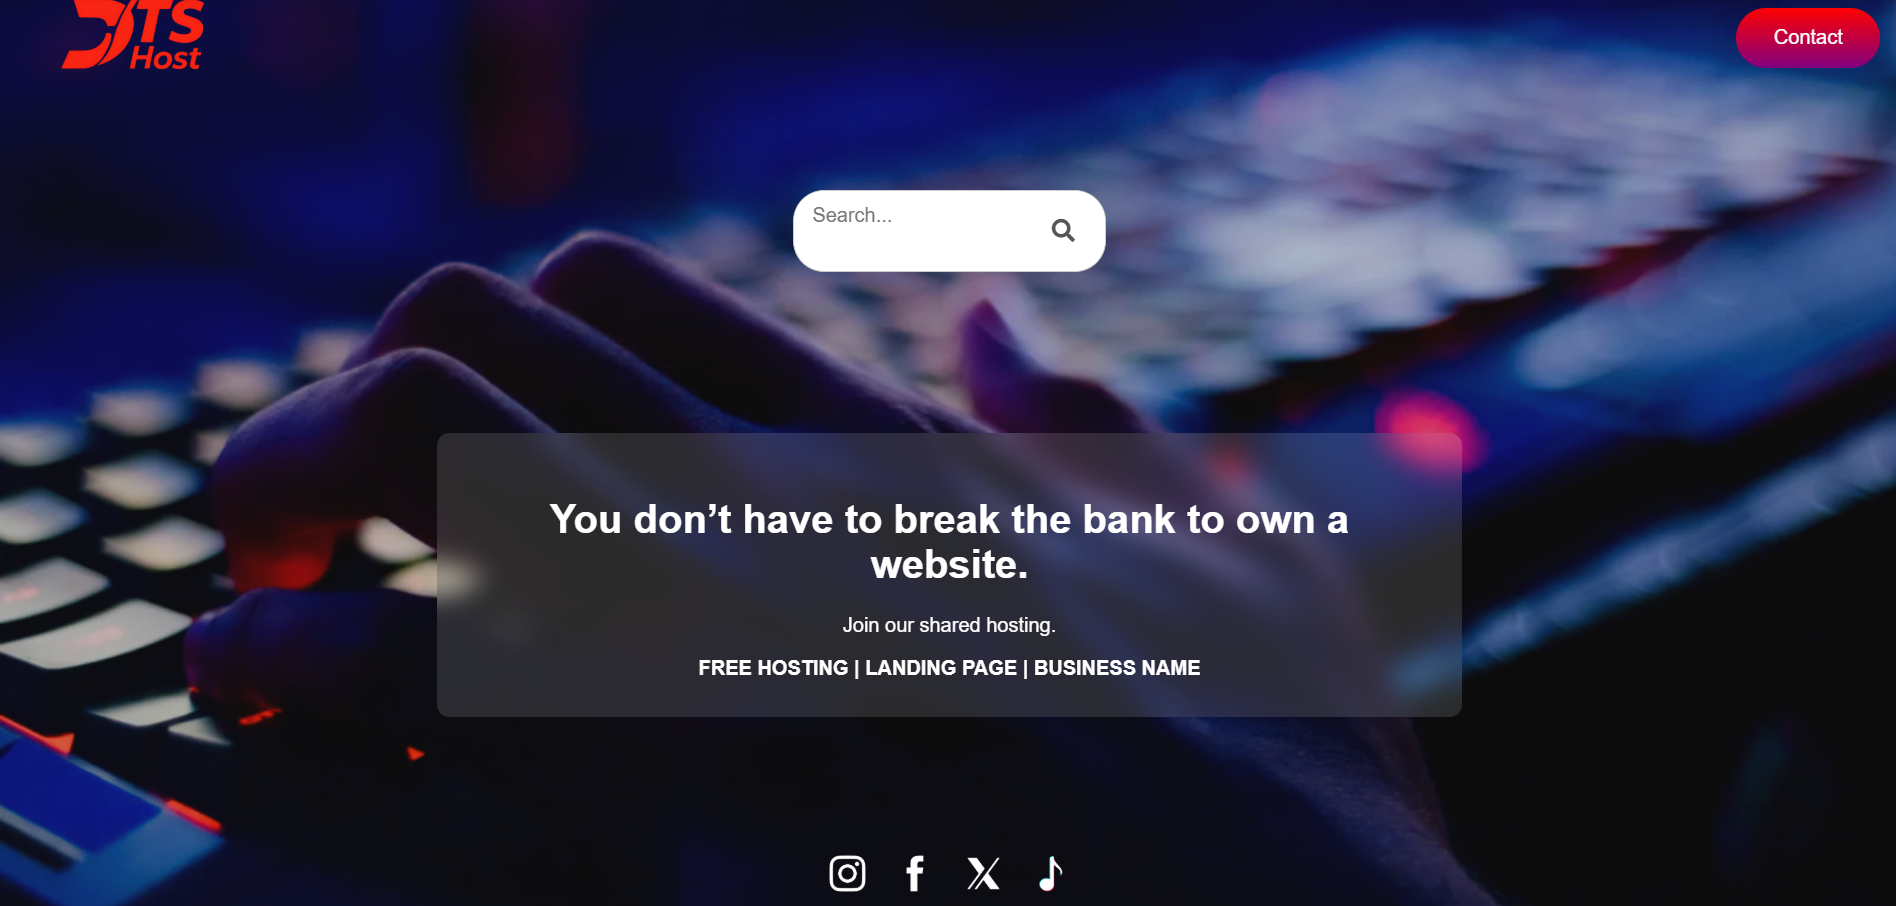 DTS
Host
Contact
Search...
You don’t have to break the bank to own a
website.
Join our shared hosting.
FREE HOSTING | LANDING PAGE | BUSINESS NAME